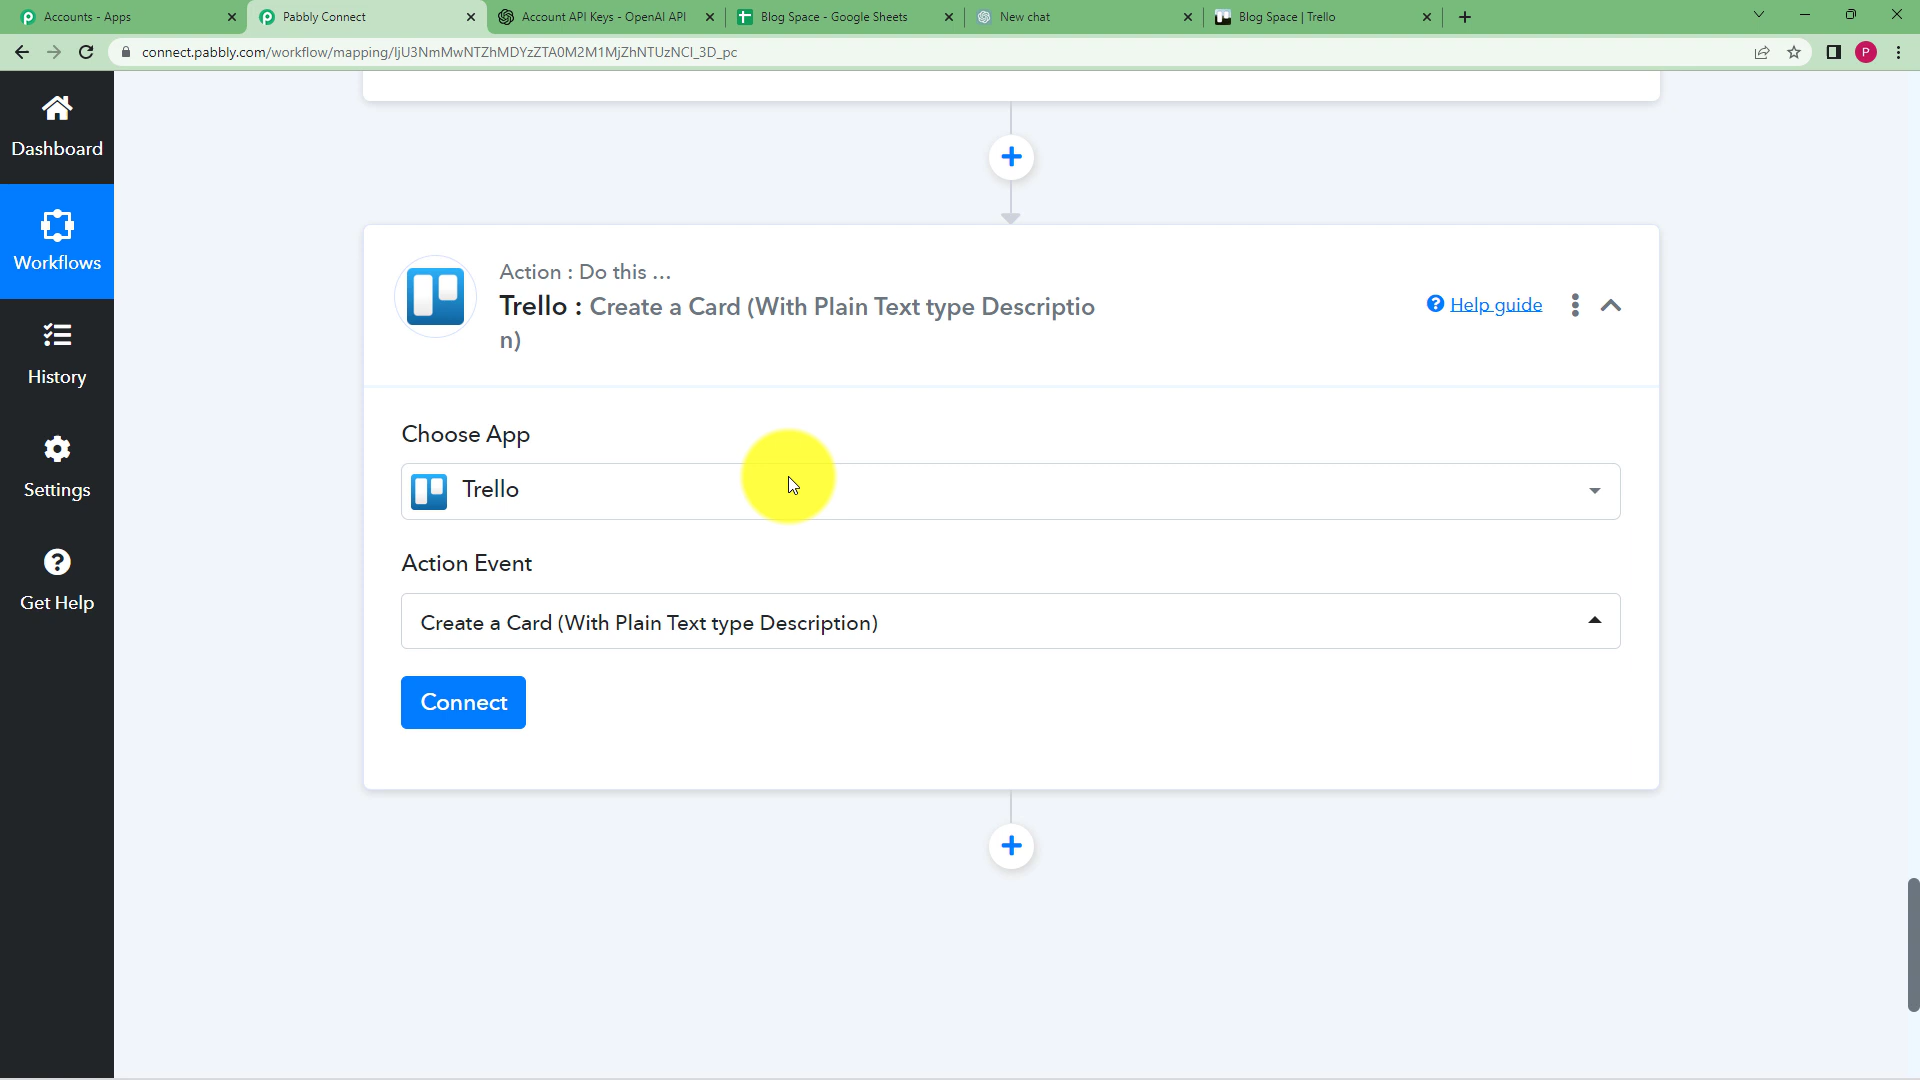 Accounts - Apps
Pabbly Connect
Account API Keys - OpenAI API
Blog Space - Google Sheets
New chat
Blog Space | Trello
connect.pabbly.com/workflow/mapping/IjU3NmMwNTZhMDYzZTA0M2M1MjZhNTUzNCI_3D_pc
P
Dashboard
Workflows
History
Settings
Get Help
Action : Do this ...
Trello : Create a Card (With Plain Text type Descriptio
n)
Help guide
Choose App
Trello
Action Event
Create a Card (With Plain Text type Description)
Connect